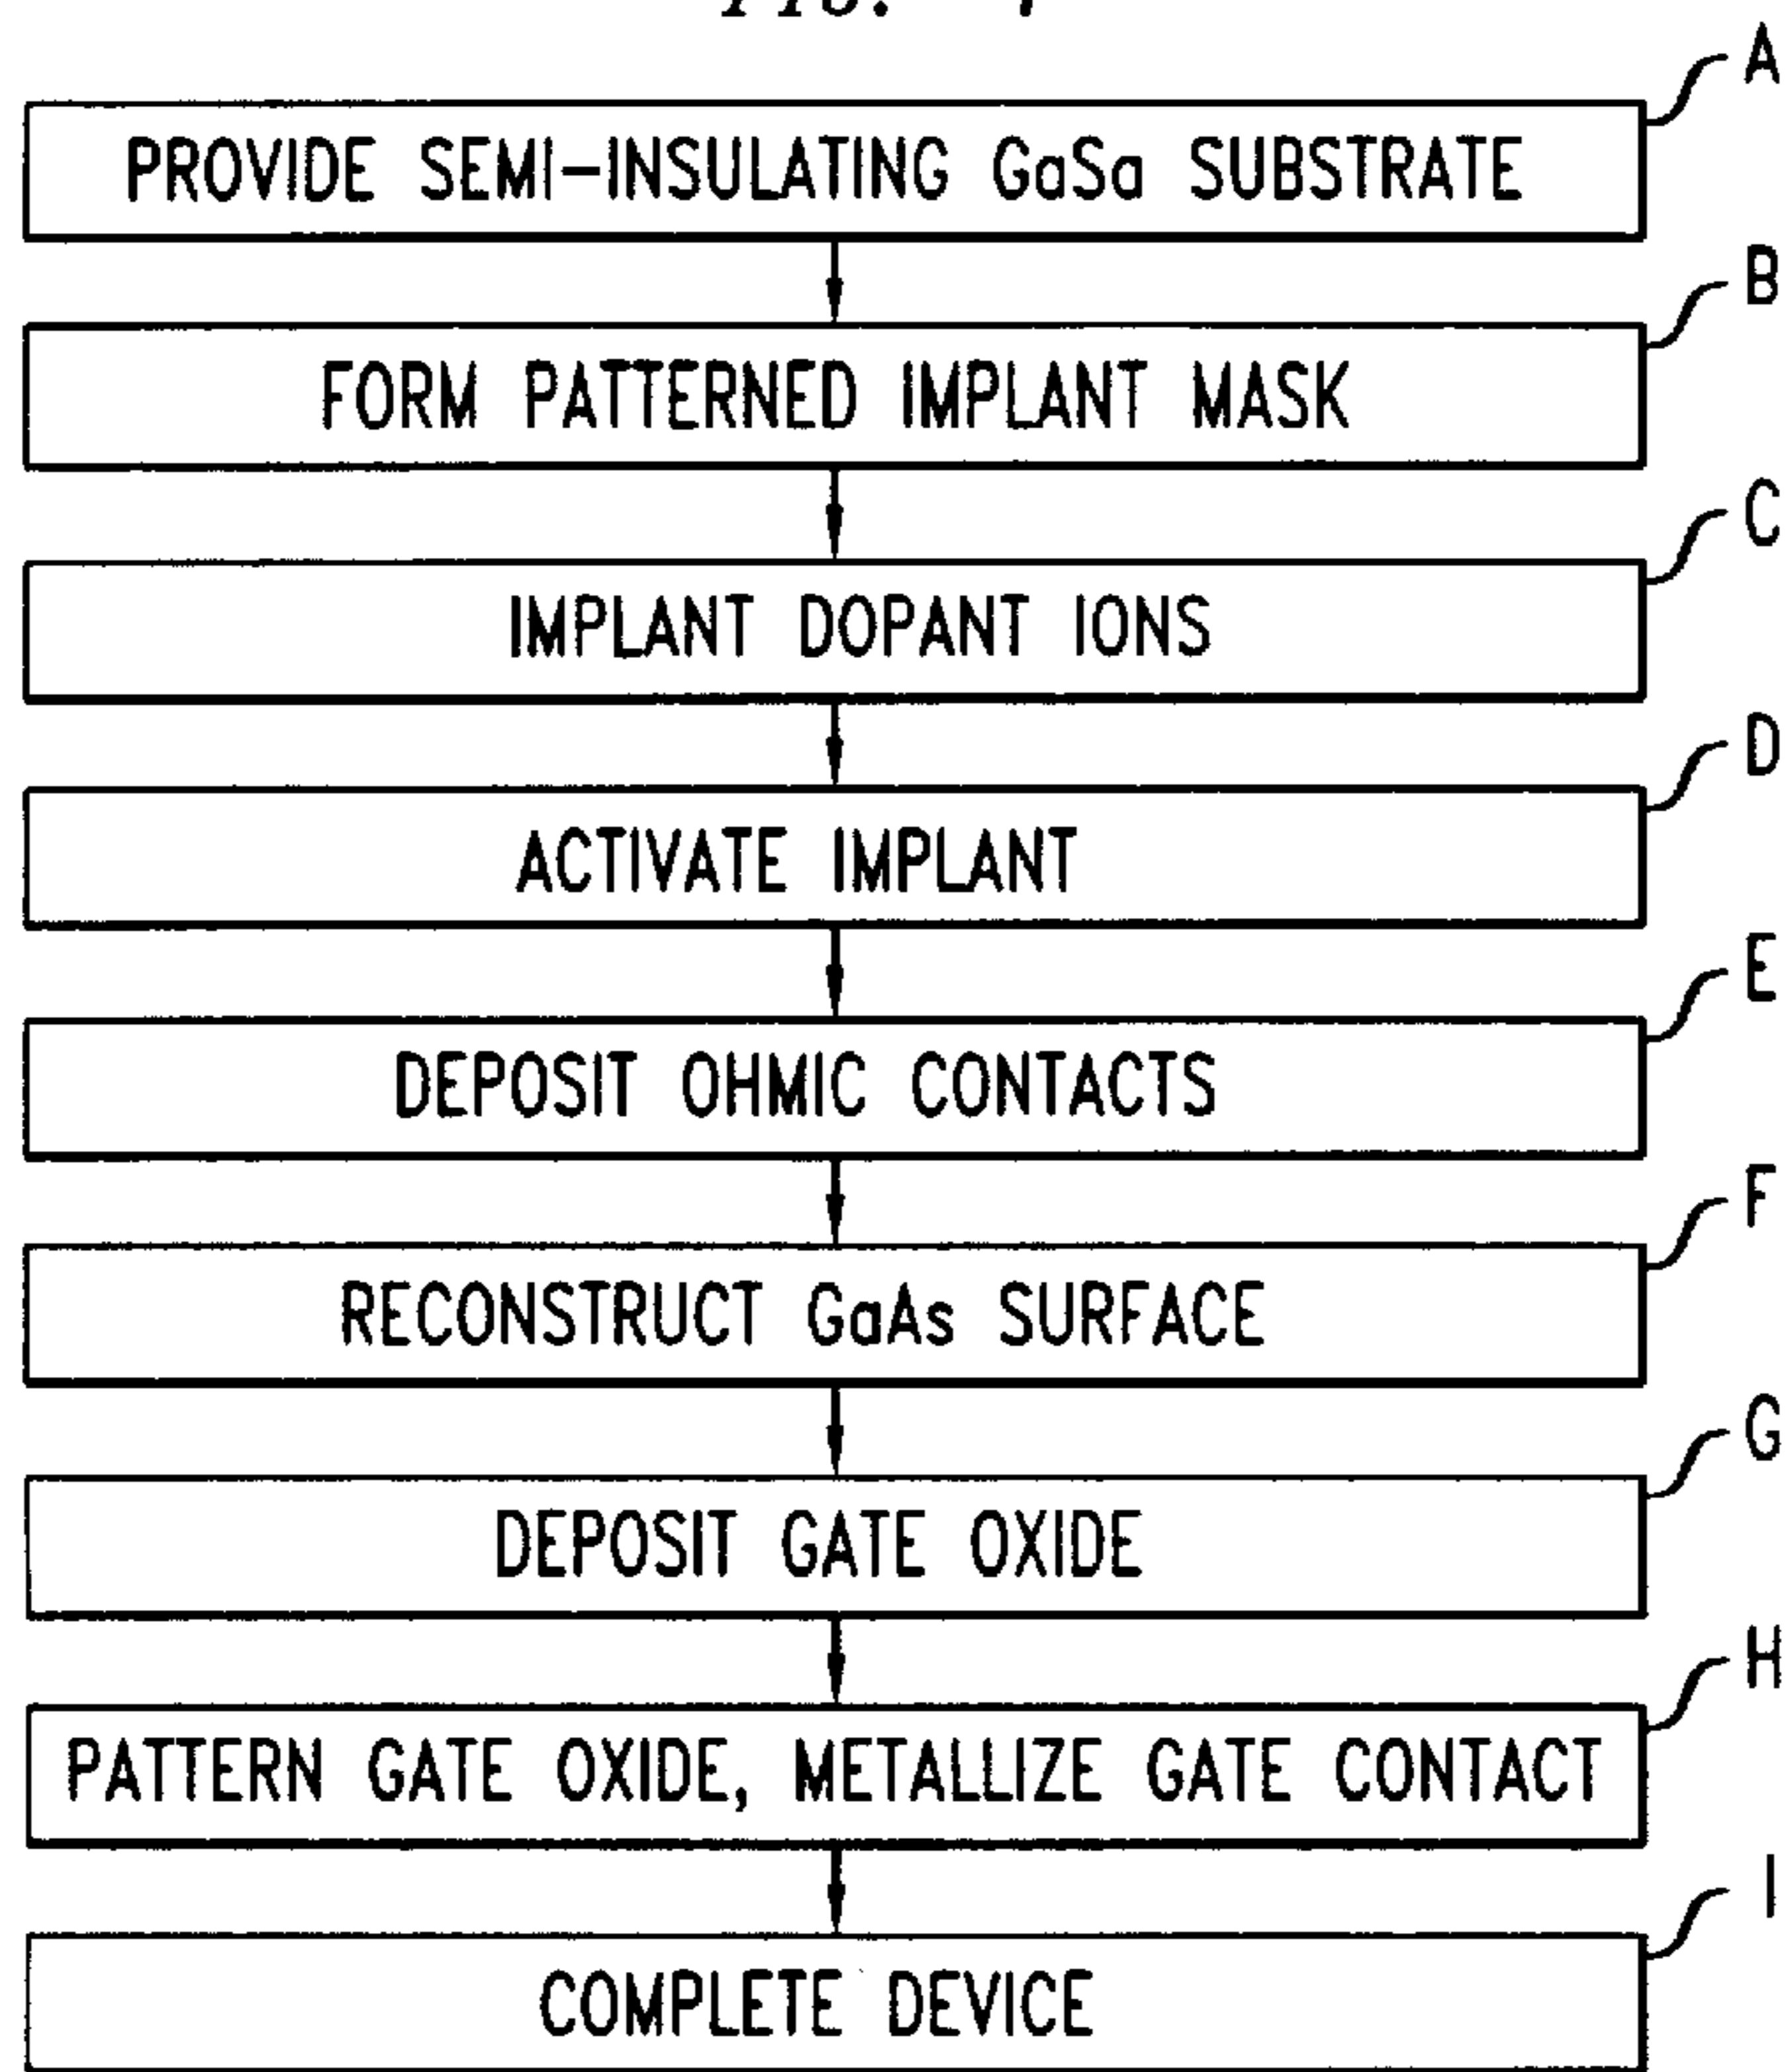 FIG.
A
PROVIDE SEMI-INSULATING GaSa SUBSTRATE
B
FORM PATTERNED IMPLANT MASK
C
IMPLANT DOPANT IONS
D
ACTIVATE IMPLANT
E
DEPOSIT OHMIC CONTACTS
F
RECONSTRUCT GaAs SURFACE
G
DEPOSIT GATE OXIDE
H
PATTERN GATE OXIDE, METALLIZE GATE CONTACT
I
COMPLETE DEVICE